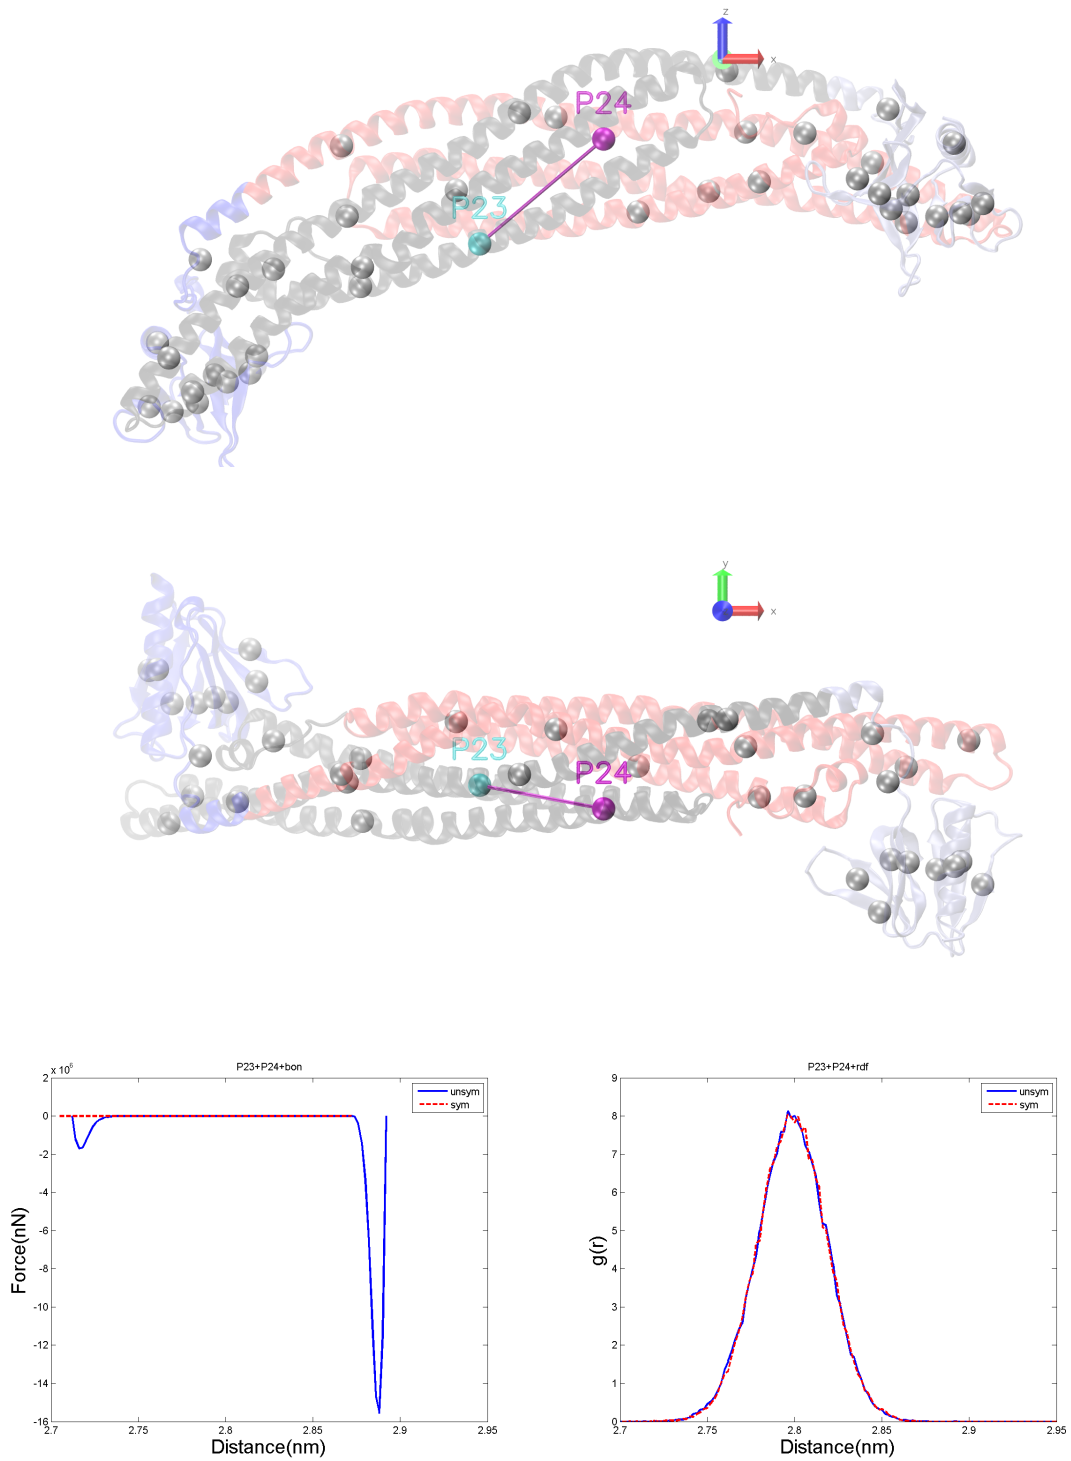 z
x
P24
P23
y
x
P23
P24
P23+P24+bon
x 10⁶
unsym
sym
2
0
-2
-4
-6
-8
-10
-12
-14
-16
Force(nN)
2.7 2.75 2.8 2.85 2.9 2.95
Distance(nm)
P23+P24+rdf
unsym
sym
9
8
7
6
5
4
3
2
1
0
g(r)
2.7 2.75 2.8 2.85 2.9 2.95
Distance(nm)